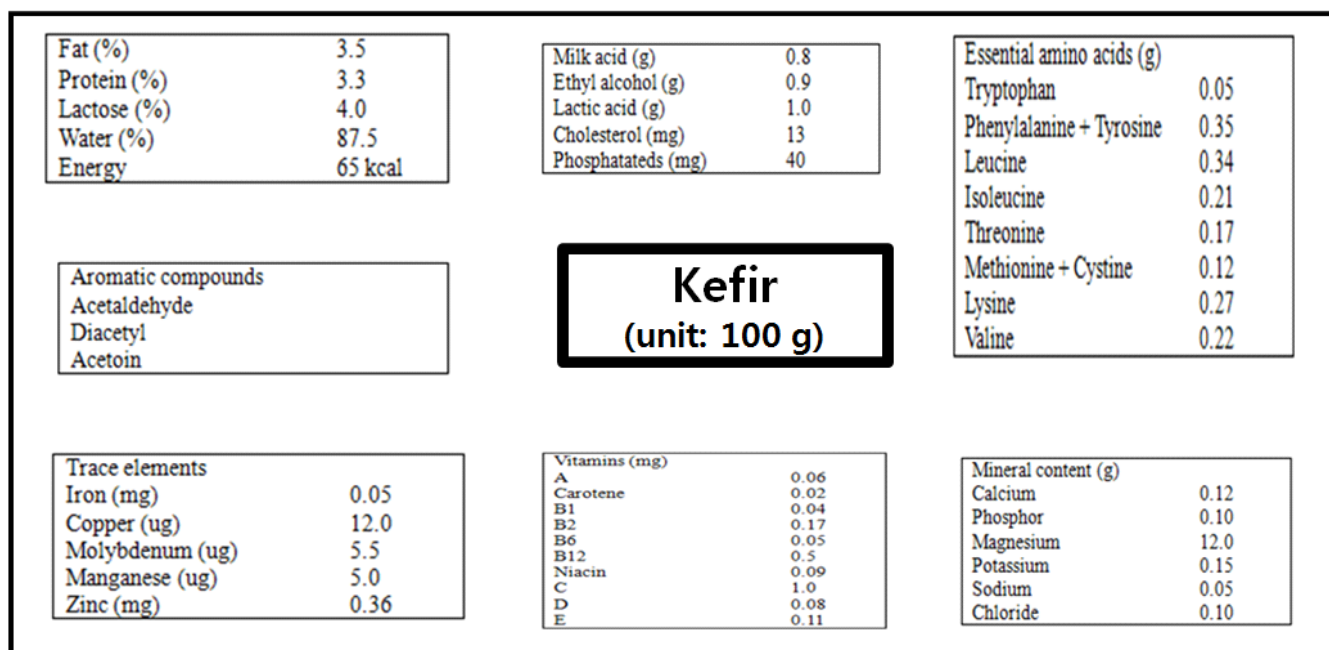 Fat (%) 3.5
Protein (%) 3.3
Lactose (%) 4.0
Water (%) 87.5
Energy 65 kcal
Milk acid (g) 0.8
Ethyl alcohol (g) 0.9
Lactic acid (g) 1.0
Cholesterol (mg) 13
Phosphatateds (mg) 40
Essential amino acids (g)
Tryptophan 0.05
Phenylalanine + Tyrosine 0.35
Leucine 0.34
Isoleucine 0.21
Threonine 0.17
Methionine + Cystine 0.12
Lysine 0.27
Valine 0.22
Aromatic compounds
Acetaldehyde
Diacetyl
Acetoin
Kefir
(unit: 100 g)
Trace elements
Iron (mg) 0.05
Copper (ug) 12.0
Molybdenum (ug) 5.5
Manganese (ug) 5.0
Zinc (mg) 0.36
Vitamins (mg)
A 0.06
Carotene 0.02
B1 0.04
B2 0.17
B6 0.05
B12 0.5
Niacin 0.09
C 1.0
D 0.08
E 0.11
Mineral content (g)
Calcium 0.12
Phosphor 0.10
Magnesium 12.0
Potassium 0.15
Sodium 0.05
Chloride 0.10